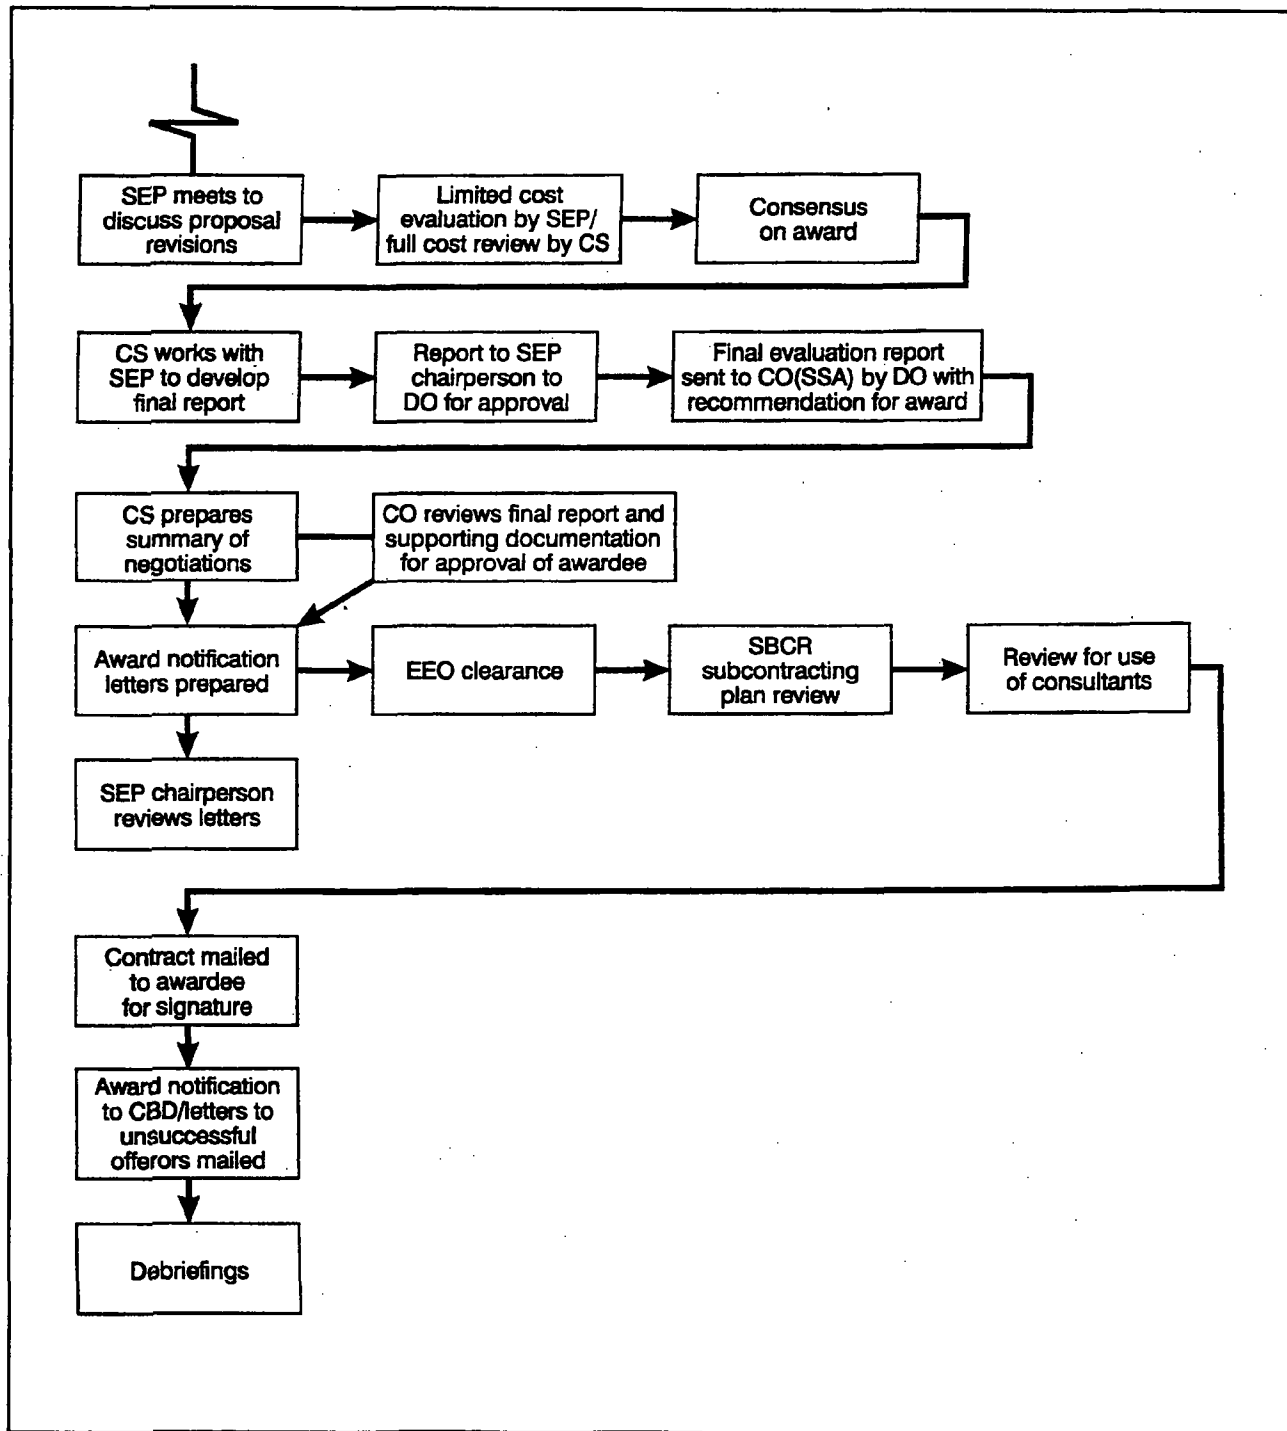 SEP meets to
discuss proposal
revisions
Limited cost
evaluation by SEP/
full cost review by CS
Consensus
on award
CS works with
SEP to develop
final report
Report to SEP
chairperson to
DO for approval
Final evaluation report
sent to CO(SSA) by DO with
recommendation for award
CS prepares
summary of
negotiations
CO reviews final report and
supporting documentation
for approval of awardee
Award notification
letters prepared
EEO clearance
SBCR
subcontracting
plan review
Review for use
of consultants
SEP chairperson
reviews letters
Contract mailed
to awardee
for signature
Award notification
to CBD/letters to
unsuccessful
offerors mailed
Debriefings